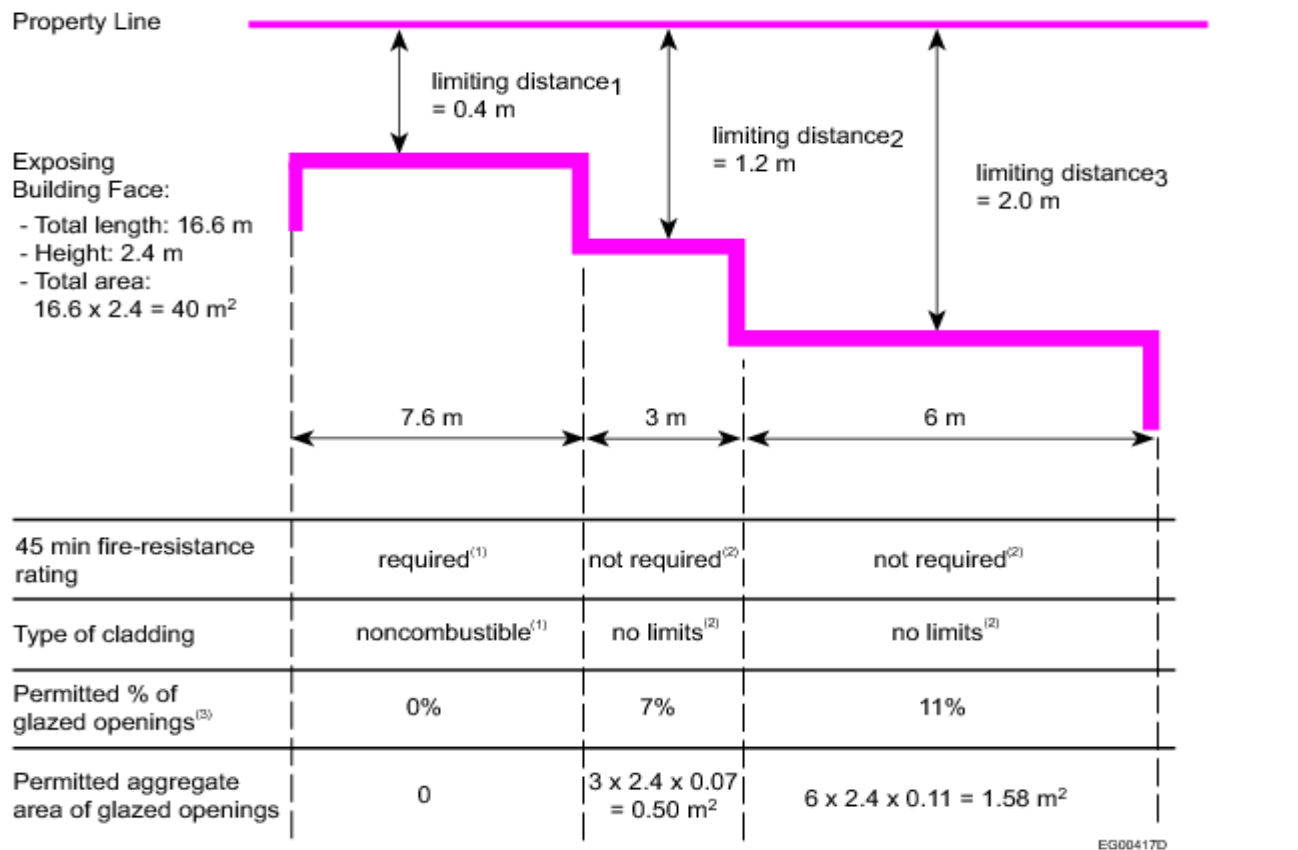 Property Line
limiting distance1
= 0.4 m
limiting distance2
= 1.2 m
limiting distance3
= 2.0 m
Exposing
Building Face:
- Total length: 16.6 m
- Height: 2.4 m
- Total area:
16.6 x 2.4 = 40 m²
7.6 m
3 m
6 m
45 min fire-resistance
rating
required(1)
not required(2)
not required(2)
Type of cladding
noncombustible(1)
no limits(2)
no limits(2)
Permitted % of
glazed openings(3)
0%
7%
11%
Permitted aggregate
area of glazed openings
0
3 x 2.4 x 0.07
= 0.50 m²
6 x 2.4 x 0.11 = 1.58 m²
EG00417D